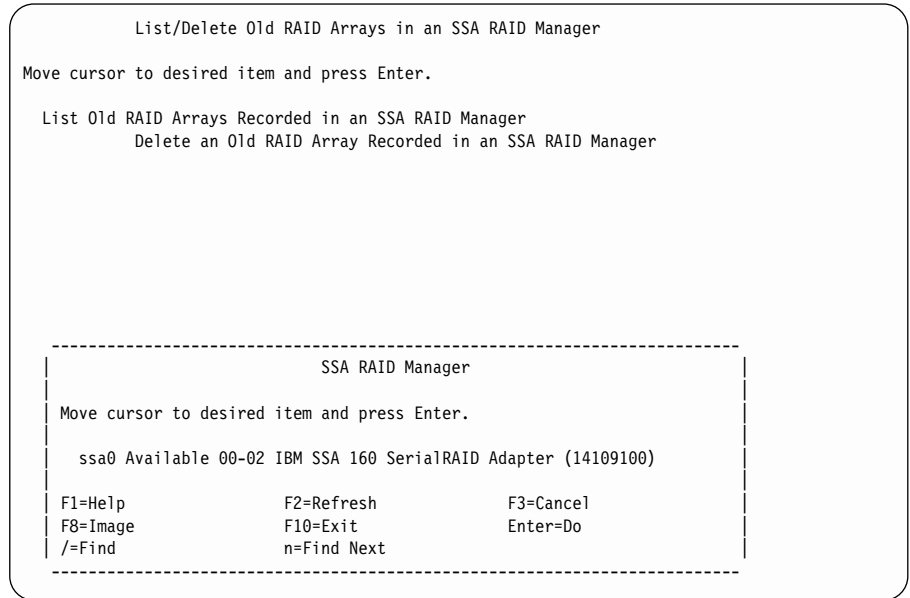 List/Delete Old RAID Arrays in an SSA RAID Manager
Move cursor to desired item and press Enter.
List Old RAID Arrays Recorded in an SSA RAID Manager
Delete an Old RAID Array Recorded in an SSA RAID Manager
SSA RAID Manager
Move cursor to desired item and press Enter.
ssa0 Available 00-02 IBM SSA 160 SerialRAID Adapter (14109100)
F1=Help F2=Refresh F3=Cancel
F8=Image F10=Exit Enter=Do
/=Find n=Find Next